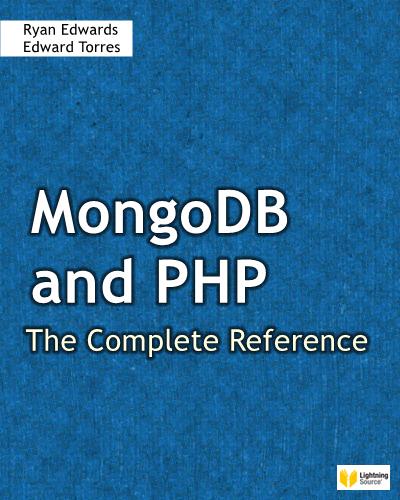 Ryan Edwards
Edward Torres
MongoDB
and PHP
The Complete Reference
Lightning
Source